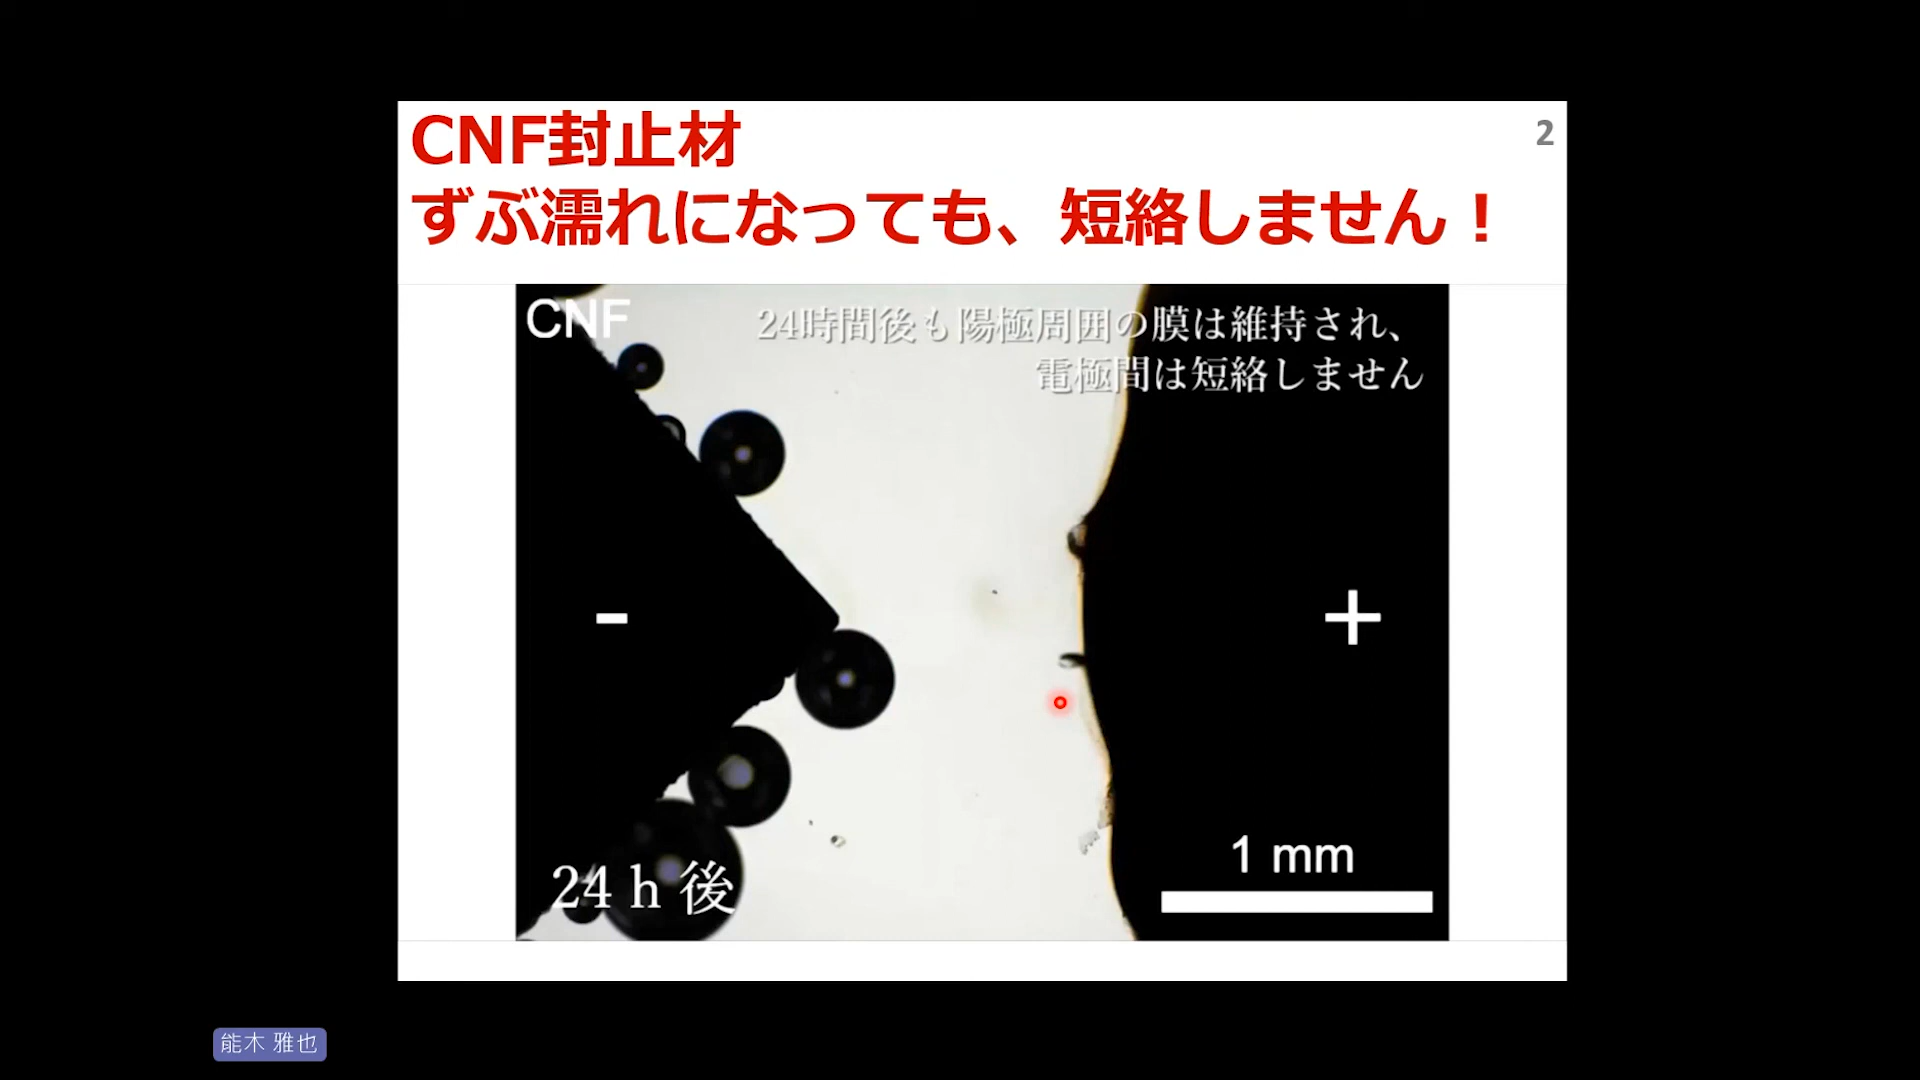 CNF封止材
2
ずぶ濡れになっても、短絡しません！
CNF
24時間後も陽極周囲の膜は維持され、
電極間は短絡しません
-
+
1 mm
24 h 後
能木 雅也